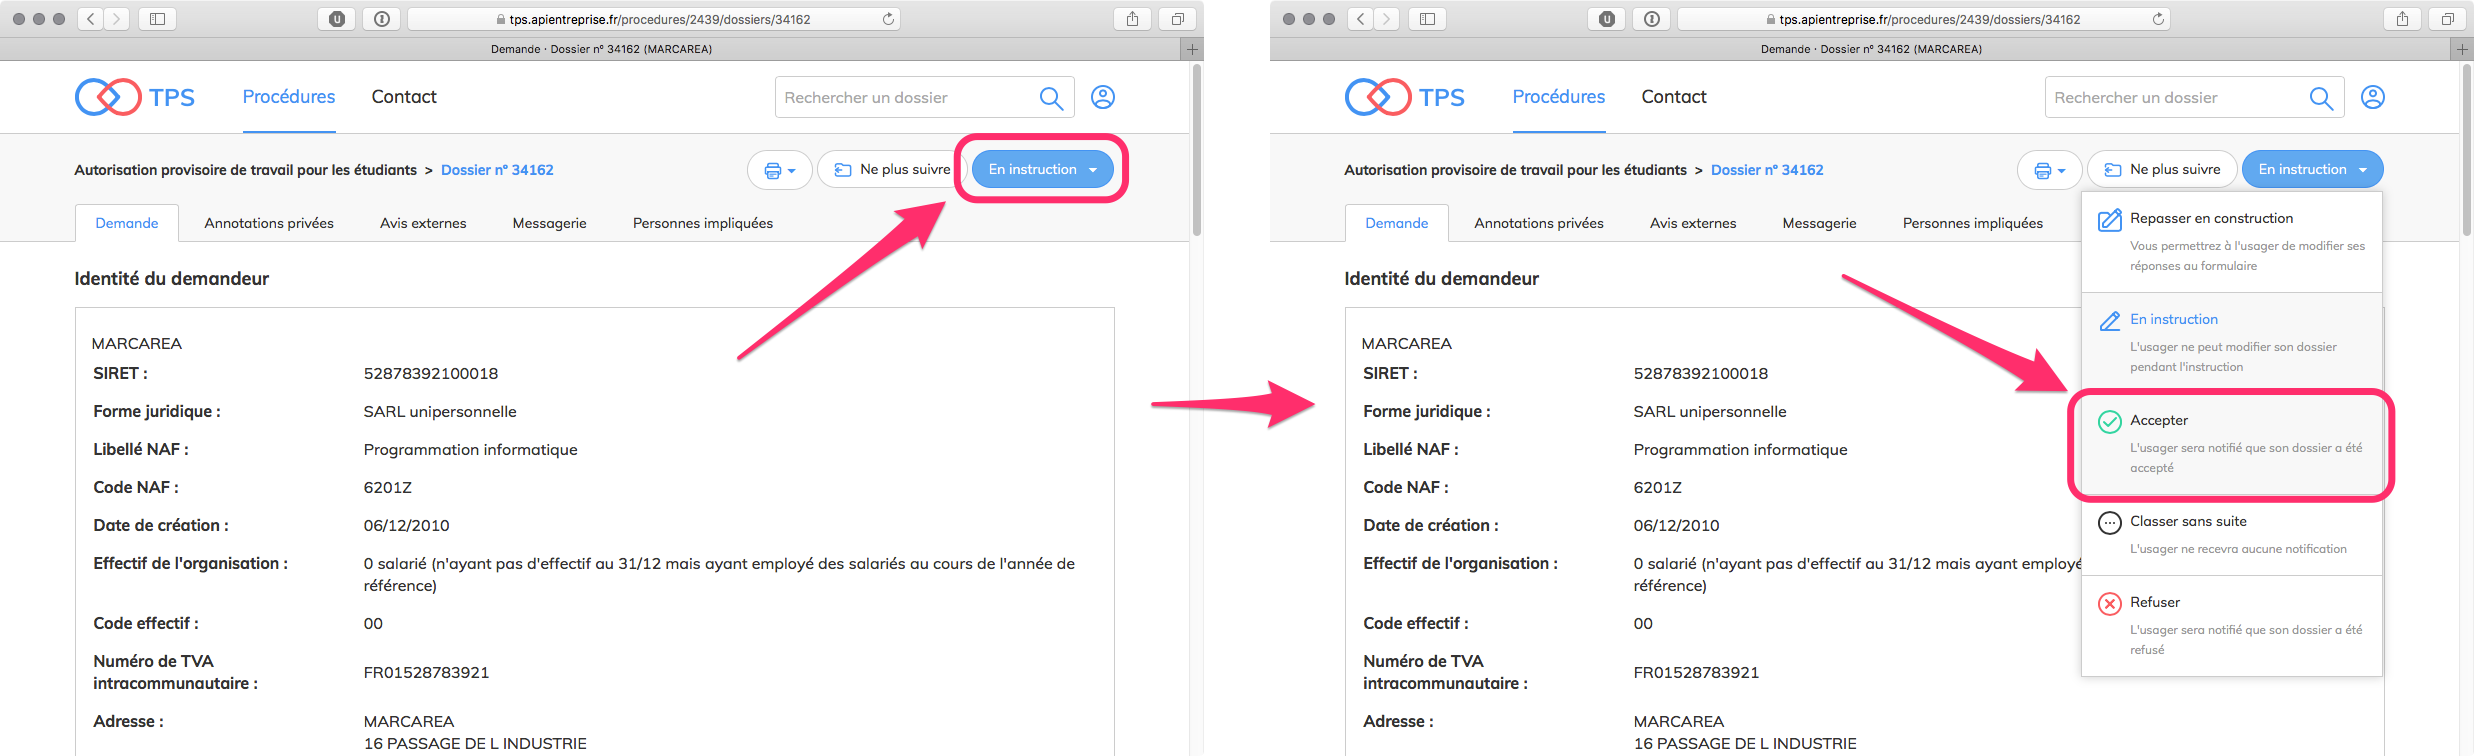 tps.apientreprise.fr/procedures/2439/dossiers/34162
Demande · Dossier nº 34162 (MARCAREA)
TPS
Procédures
Contact
Rechercher un dossier
Autorisation provisoire de travail pour les étudiants > Dossier nº 34162
Ne plus suivre
En instruction
Demande
Annotations privées
Avis externes
Messagerie
Personnes impliquées
Identité du demandeur
MARCAREA
SIRET : 52878392100018
Forme juridique : SARL unipersonnelle
Libellé NAF : Programmation informatique
Code NAF : 6201Z
Date de création : 06/12/2010
Effectif de l'organisation : 0 salarié (n'ayant pas d'effectif au 31/12 mais ayant employé des salariés au cours de l'année de
référence)
Code effectif : 00
Numéro de TVA
intracommunautaire : FR01528783921
Adresse : MARCAREA
16 PASSAGE DE L INDUSTRIE
tps.apientreprise.fr/procedures/2439/dossiers/34162
Demande · Dossier nº 34162 (MARCAREA)
TPS
Procédures
Contact
Rechercher un dossier
Autorisation provisoire de travail pour les étudiants > Dossier nº 34162
Ne plus suivre
En instruction
Demande
Annotations privées
Avis externes
Messagerie
Personnes impliquées
Repasser en construction
Vous permettrez à l'usager de modifier ses
réponses au formulaire
En instruction
L'usager ne peut modifier son dossier
pendant l'instruction
Accepter
L'usager sera notifié que son dossier a été
accepté
Classer sans suite
L'usager ne recevra aucune notification
Refuser
L'usager sera notifié que son dossier a été
refusé
Identité du demandeur
MARCAREA
SIRET : 52878392100018
Forme juridique : SARL unipersonnelle
Libellé NAF : Programmation informatique
Code NAF : 6201Z
Date de création : 06/12/2010
Effectif de l'organisation : 0 salarié (n'ayant pas d'effectif au 31/12 mais ayant employé
référence)
Code effectif : 00
Numéro de TVA
intracommunautaire : FR01528783921
Adresse : MARCAREA
16 PASSAGE DE L INDUSTRIE